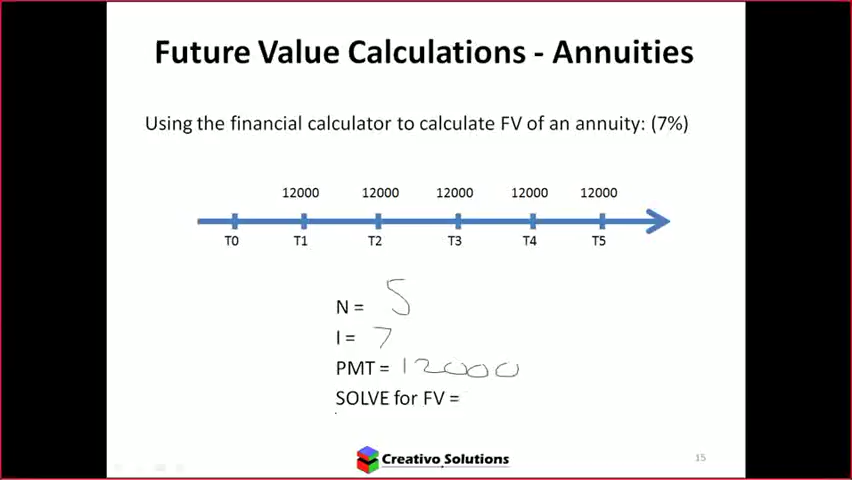 Future Value Calculations - Annuities
Using the financial calculator to calculate FV of an annuity: (7%)
12000 12000 12000 12000 12000
T0 T1 T2 T3 T4 T5
N = 5
I = 7
PMT = 12000
SOLVE for FV =
Creativo Solutions
15